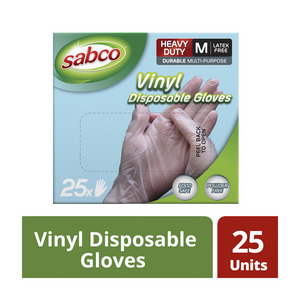 sabco
HEAVY
DUTY
M
LATEX
FREE
DURABLE MULTI-PURPOSE
Vinyl
Disposable Gloves
PEEL BACK
TO OPEN
25x
FOOD
SAFE
POWDER
FREE
Vinyl Disposable
Gloves
25
Units